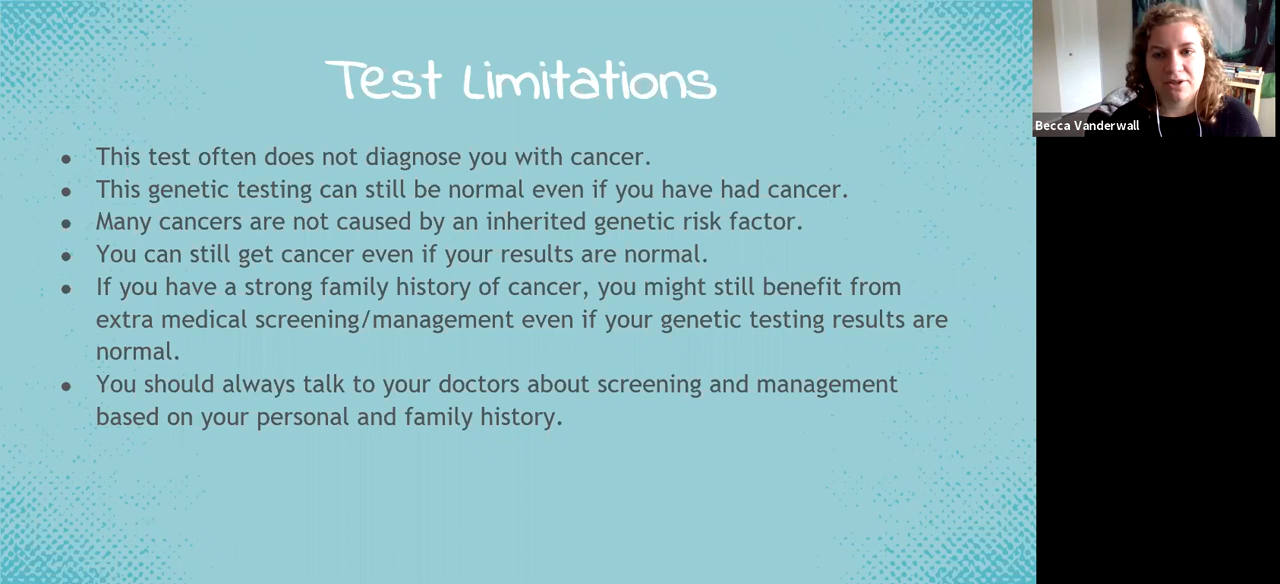 Test Limitations
● This test often does not diagnose you with cancer.
● This genetic testing can still be normal even if you have had cancer.
● Many cancers are not caused by an inherited genetic risk factor.
● You can still get cancer even if your results are normal.
● If you have a strong family history of cancer, you might still benefit from
extra medical screening/management even if your genetic testing results are
normal.
● You should always talk to your doctors about screening and management
based on your personal and family history.
Becca Vanderwall